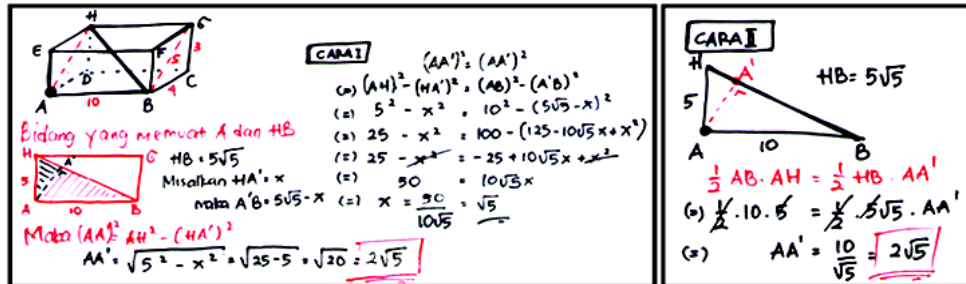 H
G
E
F
3
5
D
C
4
A
10
B
CARA I
(AA')² = (AA')²
(=) (AH)² - (HA')² = (AB)² - (A'B)²
(=) 5² - x² = 10² - (5√5 - x)²
(=) 25 - x² = 100 - (125 - 10√5 x + x²)
(=) 25 - x² = -25 + 10√5 x + x²
(=) 50 = 10√5 x
(=) x = 50/10√5 = √5
Bidang yang memuat A dan HB
H
A'
G
5
A
10
B
HB = 5√5
Misalkan HA' = x
maka A'B = 5√5 - x
Maka (AA')² = AH² - (HA')²
AA' = √5² - x² = √25-5 = √20 = 2√5
CARA II
H
A'
HB = 5√5
5
A
10
B
½ AB . AH = ½ HB . AA'
(=) ½ . 10 . 5 = ½ . 5√5 . AA'
(=) AA' = 10/√5 = 2√5